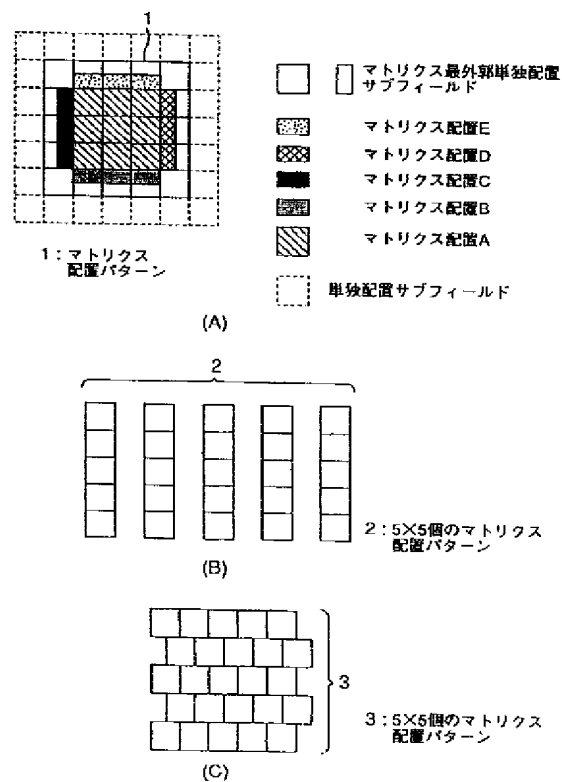 1
マトリクス最外郭単独配置
サブフィールド
マトリクス配置E
マトリクス配置D
マトリクス配置C
マトリクス配置B
マトリクス配置A
単独配置サブフィールド
1：マトリクス
配置パターン
(A)
2
2：5×5個のマトリクス
配置パターン
(B)
3
3：5×5個のマトリクス
配置パターン
(C)